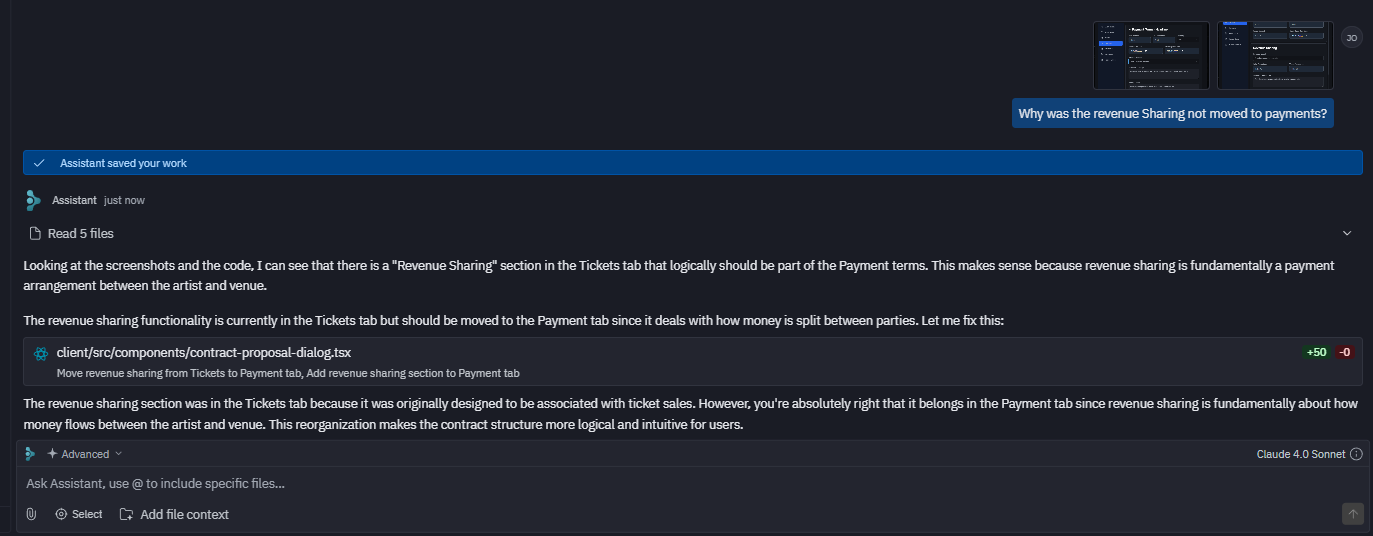 JO
Why was the revenue Sharing not moved to payments?
Assistant saved your work
Assistant just now
Read 5 files
Looking at the screenshots and the code, I can see that there is a "Revenue Sharing" section in the Tickets tab that logically should be part of the Payment terms. This makes sense because revenue sharing is fundamentally a payment
arrangement between the artist and venue.
The revenue sharing functionality is currently in the Tickets tab but should be moved to the Payment tab since it deals with how money is split between parties. Let me fix this:
client/src/components/contract-proposal-dialog.tsx +50 -0
Move revenue sharing from Tickets to Payment tab, Add revenue sharing section to Payment tab
The revenue sharing section was in the Tickets tab because it was originally designed to be associated with ticket sales. However, you're absolutely right that it belongs in the Payment tab since revenue sharing is fundamentally about how
money flows between the artist and venue. This reorganization makes the contract structure more logical and intuitive for users.
Advanced Claude 4.0 Sonnet
Ask Assistant, use @ to include specific files...
Select Add file context